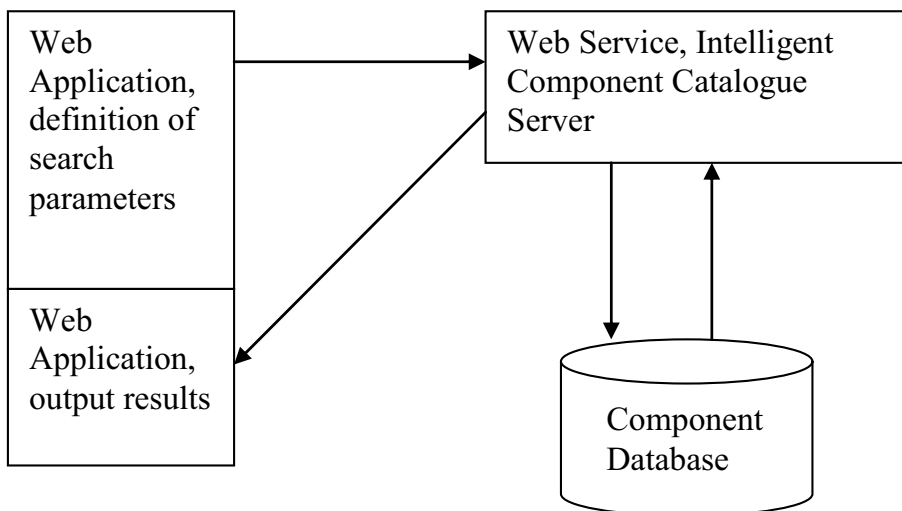 Web
Application,
definition of
search
parameters
Web
Application,
output results
Web Service, Intelligent
Component Catalogue
Server
Component
Database